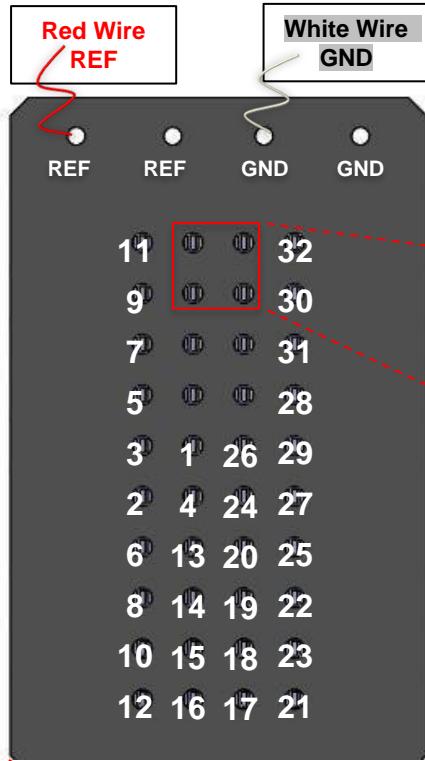 Red Wire
REF
White Wire
GND
REF REF GND GND
11 32
9 30
7 31
5 28
3 1 26 29
2 4 24 27
6 13 20 25
8 14 19 22
10 15 18 23
12 16 17 21